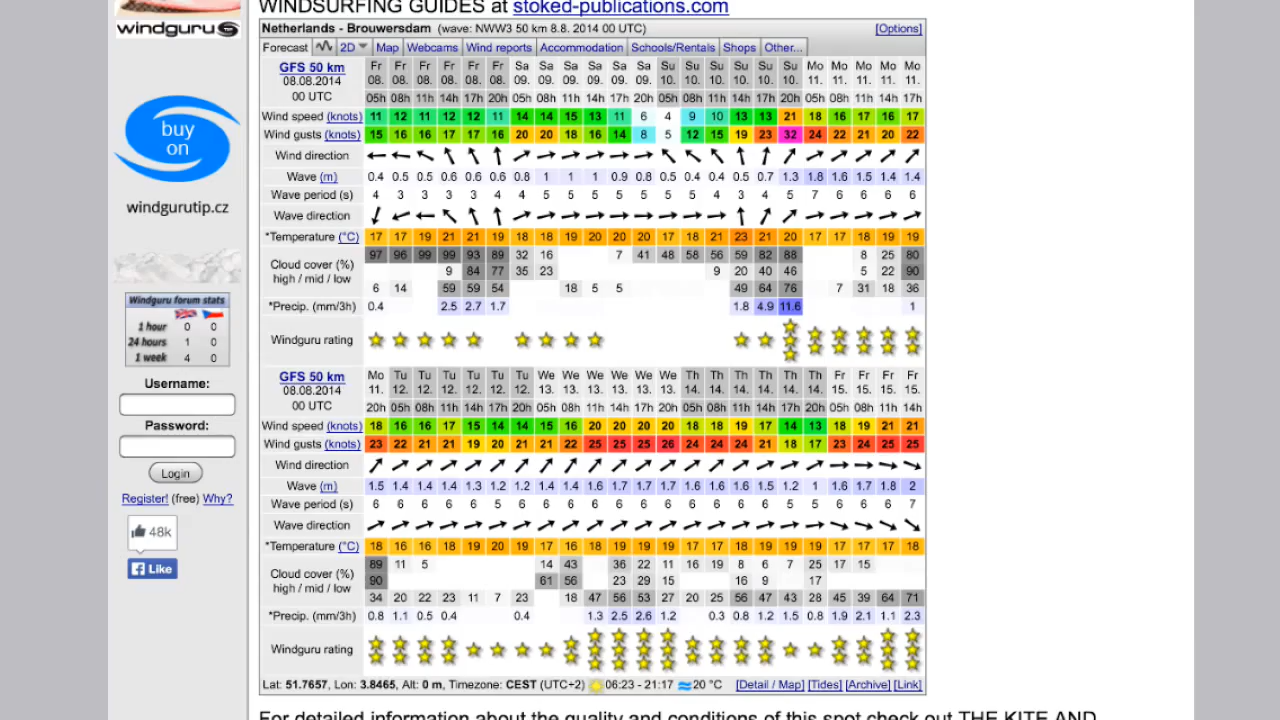 WINDSURFING GUIDES at stoked-publications.com
windguru
Netherlands - Brouwersdam (wave: NWW3 50 km 8.8. 2014 00 UTC) [Options]
Forecast 2D Map Webcams Wind reports Accommodation Schools/Rentals Shops Other...
GFS 50 km Fr Fr Fr Fr Fr Fr Sa Sa Sa Sa Sa Sa Su Su Su Su Su Su Mo Mo Mo Mo Mo
08.08.2014 08. 08. 08. 08. 08. 08. 09. 09. 09. 09. 09. 09. 10. 10. 10. 10. 10. 10. 11. 11. 11. 11. 11.
00 UTC 05h 08h 11h 14h 17h 20h 05h 08h 11h 14h 17h 20h 05h 08h 11h 14h 17h 20h 05h 08h 11h 14h 17h
Wind speed (knots) 11 12 11 12 12 11 14 14 15 13 11 6 4 9 10 13 13 21 18 16 17 16 17
Wind gusts (knots) 15 16 16 17 17 16 20 20 18 16 14 8 5 12 15 19 23 32 24 22 21 20 22
Wind direction
Wave (m) 0.4 0.5 0.5 0.6 0.6 0.6 0.8 1 1 1 0.9 0.8 0.5 0.4 0.4 0.5 0.7 1.3 1.8 1.6 1.5 1.4 1.4
Wave period (s) 4 3 3 3 3 4 4 5 5 5 5 5 5 5 4 3 4 5 7 6 6 6 6
Wave direction
*Temperature (°C) 17 17 19 21 21 19 18 18 19 20 20 20 17 18 21 23 21 20 17 17 18 19 19
Cloud cover (%) 97 96 99 99 93 89 32 16 7 41 48 58 56 59 82 88 8 25 80
high / mid / low 9 84 77 35 23 9 20 40 46 5 22 90
6 14 59 59 54 18 5 5 49 64 76 7 31 18 36
*Precip. (mm/3h) 0.4 2.5 2.7 1.7 1.8 4.9 11.6 1
Windguru rating
GFS 50 km Mo Tu Tu Tu Tu Tu Tu We We We We We We Th Th Th Th Th Th Fr Fr Fr Fr
08.08.2014 11. 12. 12. 12. 12. 12. 12. 13. 13. 13. 13. 13. 13. 14. 14. 14. 14. 14. 14. 15. 15. 15. 15.
00 UTC 20h 05h 08h 11h 14h 17h 20h 05h 08h 11h 14h 17h 20h 05h 08h 11h 14h 17h 20h 05h 08h 11h 14h
Wind speed (knots) 18 16 16 17 15 14 14 15 16 20 20 20 20 18 18 19 17 14 13 18 19 21 21
Wind gusts (knots) 23 22 21 21 19 20 21 21 22 25 25 25 26 24 24 24 21 18 17 23 24 25 25
Wind direction
Wave (m) 1.5 1.4 1.4 1.4 1.3 1.2 1.2 1.4 1.4 1.6 1.7 1.7 1.7 1.6 1.6 1.6 1.5 1.2 1 1.6 1.7 1.8 2
Wave period (s) 6 6 6 6 6 5 6 6 6 6 6 6 6 6 6 6 6 5 5 6 6 6 7
Wave direction
*Temperature (°C) 18 16 16 18 19 20 19 17 16 18 19 19 19 17 17 18 19 19 19 17 17 17 18
Cloud cover (%) 89 11 5 14 43 36 22 11 16 19 8 6 7 25 17 15
high / mid / low 90 61 56 23 29 15 16 9 17
34 20 22 23 11 7 23 18 47 56 53 27 20 25 56 47 43 28 45 39 64 71
*Precip. (mm/3h) 0.8 1.1 0.5 0.4 0.4 1.3 2.5 2.6 1.2 0.3 0.8 1.2 1.5 0.8 1.9 2.1 1.1 2.3
Windguru rating
Lat: 51.7657, Lon: 3.8465, Alt: 0 m, Timezone: CEST (UTC+2) 06:23 - 21:17 20 °C [Detail / Map] [Tides] [Archive] [Link]
For detailed information about the quality and conditions of this spot check out THE KITE AND
buy
on
windgurutip.cz
Windguru forum stats
1 hour 0 0
24 hours 1 0
1 week 4 0
Username:
Password:
Login
Register! (free) Why?
48k
Like